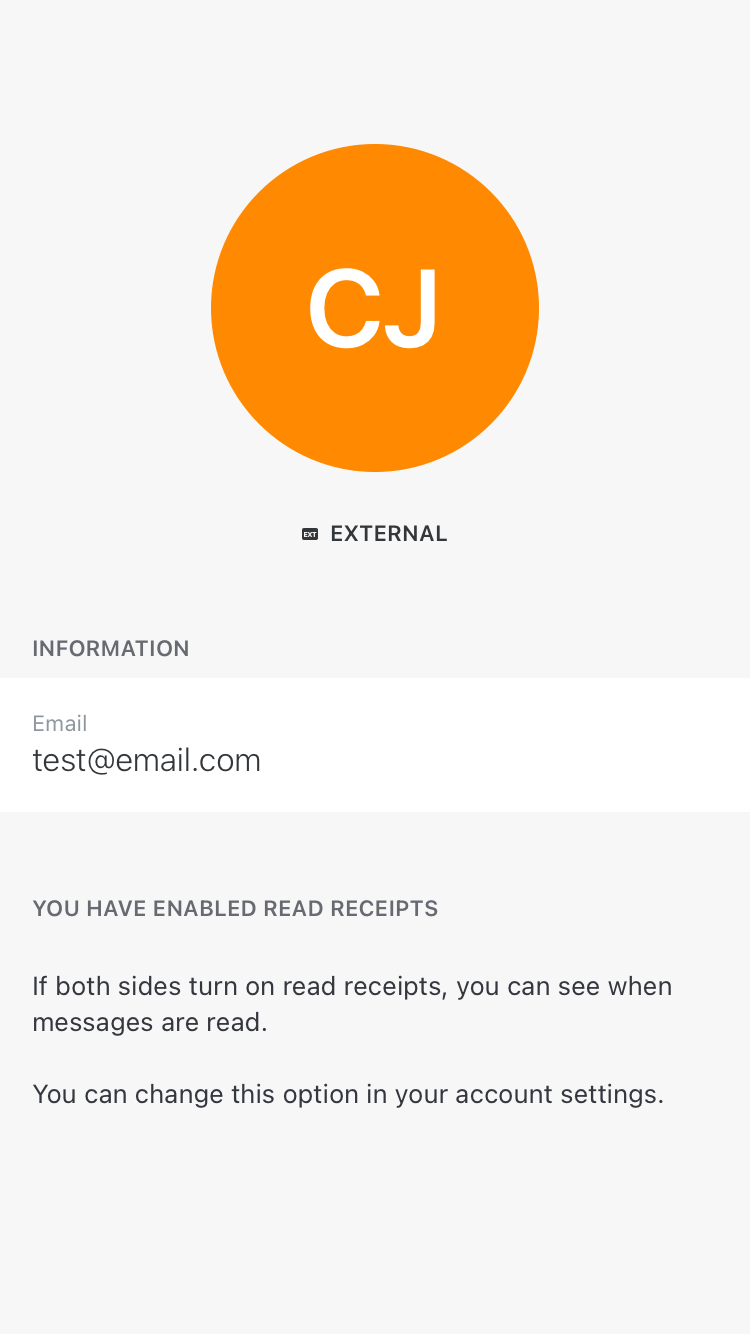 CJ
EXT EXTERNAL
INFORMATION
Email
test@email.com
YOU HAVE ENABLED READ RECEIPTS
If both sides turn on read receipts, you can see when
messages are read.
You can change this option in your account settings.